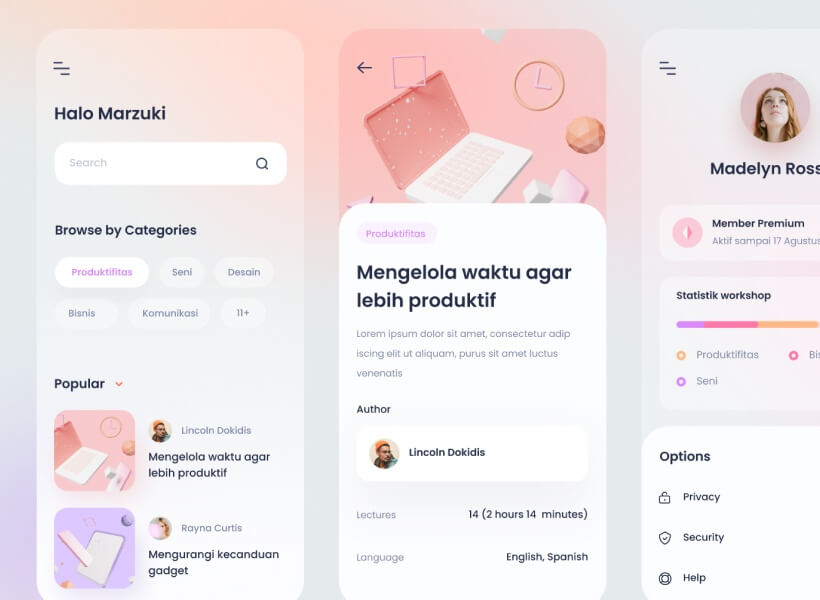 Halo Marzuki
Search
Browse by Categories
Produktifitas
Seni
Desain
Bisnis
Komunikasi
11+
Popular
Lincoln Dokidis
Mengelola waktu agar
lebih produktif
Rayna Curtis
Mengurangi kecanduan
gadget
Produktifitas
Mengelola waktu agar
lebih produktif
Lorem ipsum dolor sit amet, consectetur adip
iscing elit ut aliquam, purus sit amet luctus
venenatis
Author
Lincoln Dokidis
Lectures
14 (2 hours 14 minutes)
Language
English, Spanish
Madelyn Ross
Member Premium
Aktif sampai 17 Agustus
Statistik workshop
Produktifitas
Bis
Seni
Options
Privacy
Security
Help